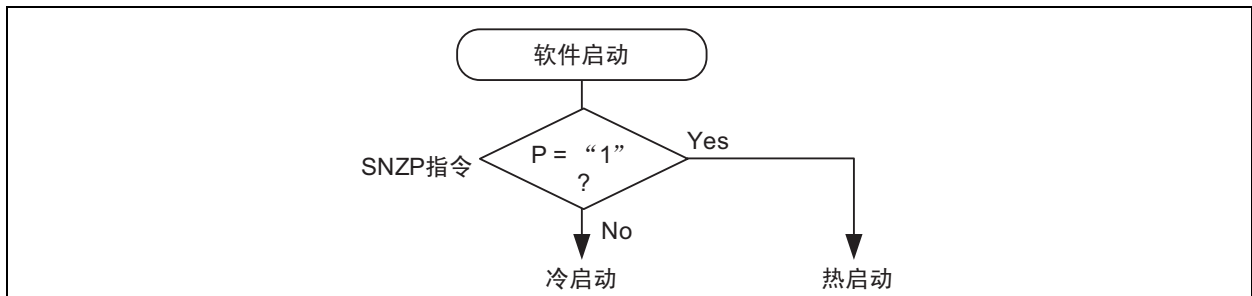 软件启动
P = “1”
?
Yes
SNZP指令
No
冷启动
热启动